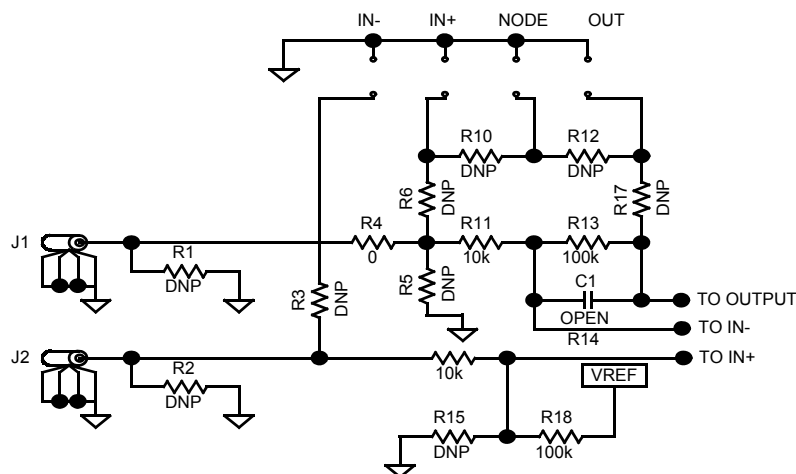 IN- IN+ NODE OUT
R10 R12
DNP DNP
R6 DNP
R17 DNP
J1
R4
0
R11
10k
R13
100k
R1
DNP
R3 DNP
R5 DNP
C1
OPEN
TO OUTPUT
TO IN-
R14
J2
10k
TO IN+
R2
DNP
VREF
R15
DNP
R18
100k